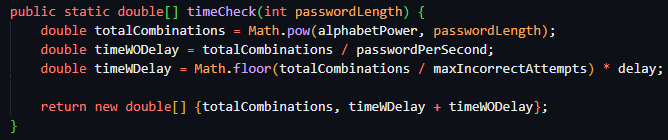 public static double[] timeCheck(int passwordLength) {
    double totalCombinations = Math.pow(alphabetPower, passwordLength);
    double timeWODelay = totalCombinations / passwordPerSecond;
    double timeWDelay = Math.floor(totalCombinations / maxIncorrectAttempts) * delay;

    return new double[] {totalCombinations, timeWDelay + timeWODelay};
}